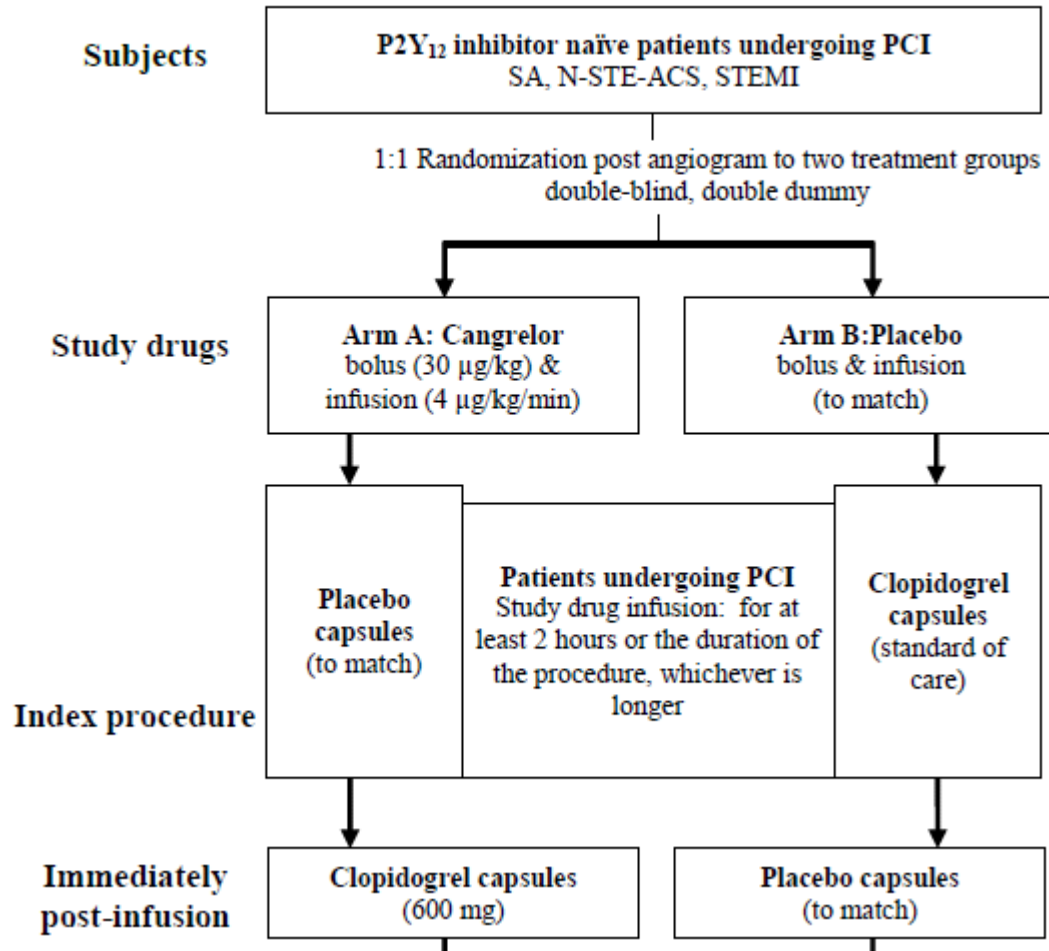 Subjects
P2Y₁₂ inhibitor naïve patients undergoing PCI
SA, N-STE-ACS, STEMI
1:1 Randomization post angiogram to two treatment groups
double-blind, double dummy
Study drugs
Arm A: Cangrelor
bolus (30 µg/kg) &
infusion (4 µg/kg/min)
Arm B:Placebo
bolus & infusion
(to match)
Index procedure
Placebo
capsules
(to match)
Patients undergoing PCI
Study drug infusion: for at
least 2 hours or the duration of
the procedure, whichever is
longer
Clopidogrel
capsules
(standard of
care)
Immediately
post-infusion
Clopidogrel capsules
(600 mg)
Placebo capsules
(to match)